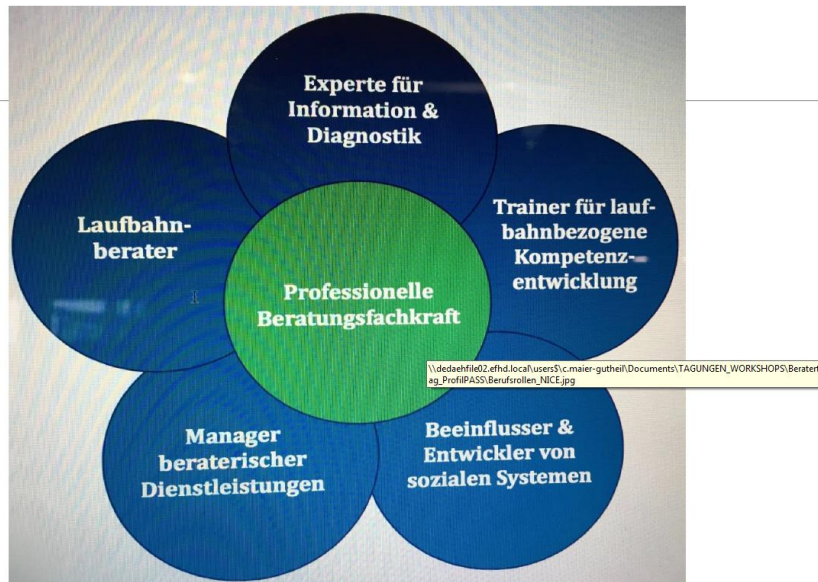 Experte für
Information &
Diagnostik
Laufbahn-
berater
Trainer für lauf-
bahnbezogene
Kompetenz-
entwicklung
Professionelle
Beratungsfachkraft
\\dedaehfile02.efhd.local\users$\c.maier-gutheil\Documents\TAGUNGEN_WORKSHOPS\Beratert
ag_ProfilPASS\Berufsrollen_NICE.jpg
Manager
beraterischer
Dienstleistungen
Beeinflusser &
Entwickler von
sozialen Systemen